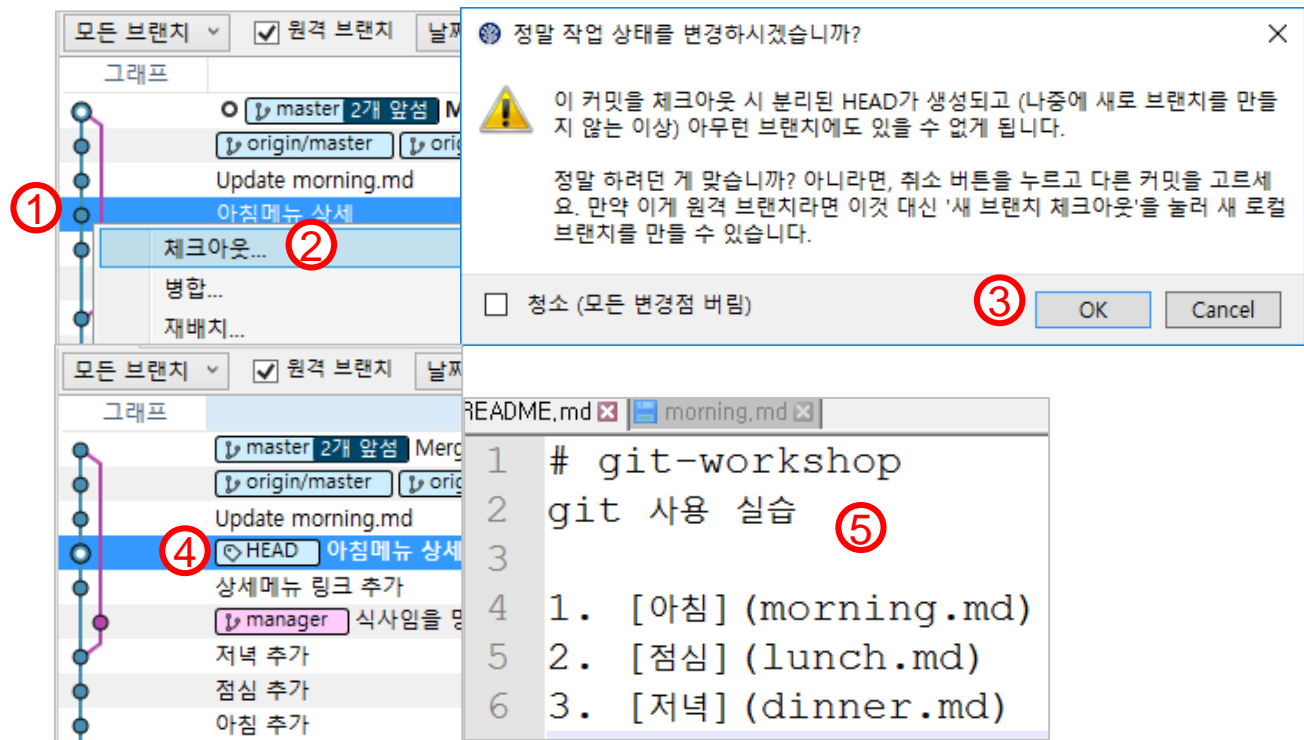 모든 브랜치 원격 브랜치 날짜
그래프
master 2개 앞섬
origin/master
Update morning.md
① 아침메뉴 상세
체크아웃... ②
병합...
재배치...
정말 작업 상태를 변경하시겠습니까?
이 커밋을 체크아웃 시 분리된 HEAD가 생성되고 (나중에 새로 브랜치를 만들
지 않는 이상) 아무런 브랜치에도 있을 수 없게 됩니다.
정말 하려던 게 맞습니까? 아니라면, 취소 버튼을 누르고 다른 커밋을 고르세
요. 만약 이게 원격 브랜치라면 이것 대신 '새 브랜치 체크아웃'을 눌러 새 로컬
브랜치를 만들 수 있습니다.
청소 (모든 변경점 버림) ③ OK Cancel
모든 브랜치 원격 브랜치 날짜
그래프
master 2개 앞섬 Merg
origin/master orig
Update morning.md
④ HEAD 아침메뉴 상세
상세메뉴 링크 추가
manager 식사임을
저녁 추가
점심 추가
아침 추가
README.md morning.md
1 # git-workshop
2 git 사용 실습 ⑤
3
4 1. [아침](morning.md)
5 2. [점심](lunch.md)
6 3. [저녁](dinner.md)